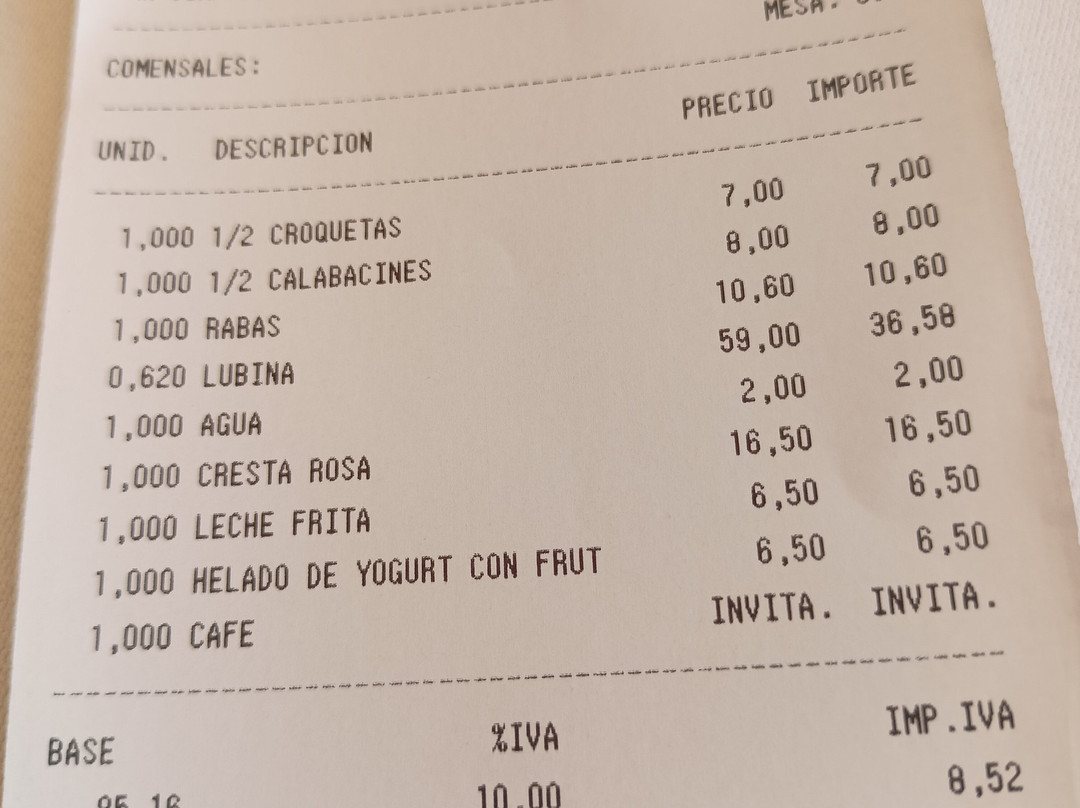 MESA:
COMENSALES:
UNID. DESCRIPCION PRECIO IMPORTE
1,000 1/2 CROQUETAS 7,00 7,00
1,000 1/2 CALABACINES 8,00 8,00
1,000 RABAS 10,60 10,60
0,620 LUBINA 59,00 36,58
1,000 AGUA 2,00 2,00
1,000 CRESTA ROSA 16,50 16,50
1,000 LECHE FRITA 6,50 6,50
1,000 HELADO DE YOGURT CON FRUT 6,50 6,50
1,000 CAFE INVITA. INVITA.
BASE %IVA IMP.IVA
85,16 10,00 8,52